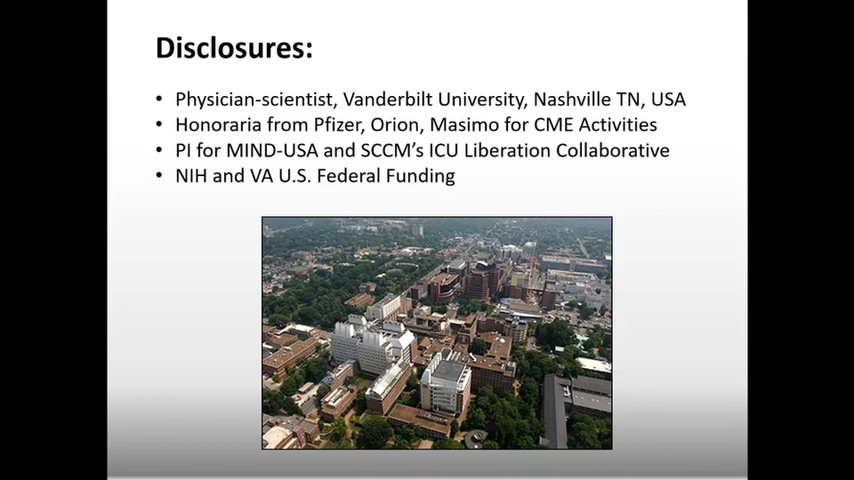 Disclosures:
• Physician-scientist, Vanderbilt University, Nashville TN, USA
• Honoraria from Pfizer, Orion, Masimo for CME Activities
• PI for MIND-USA and SCCM's ICU Liberation Collaborative
• NIH and VA U.S. Federal Funding